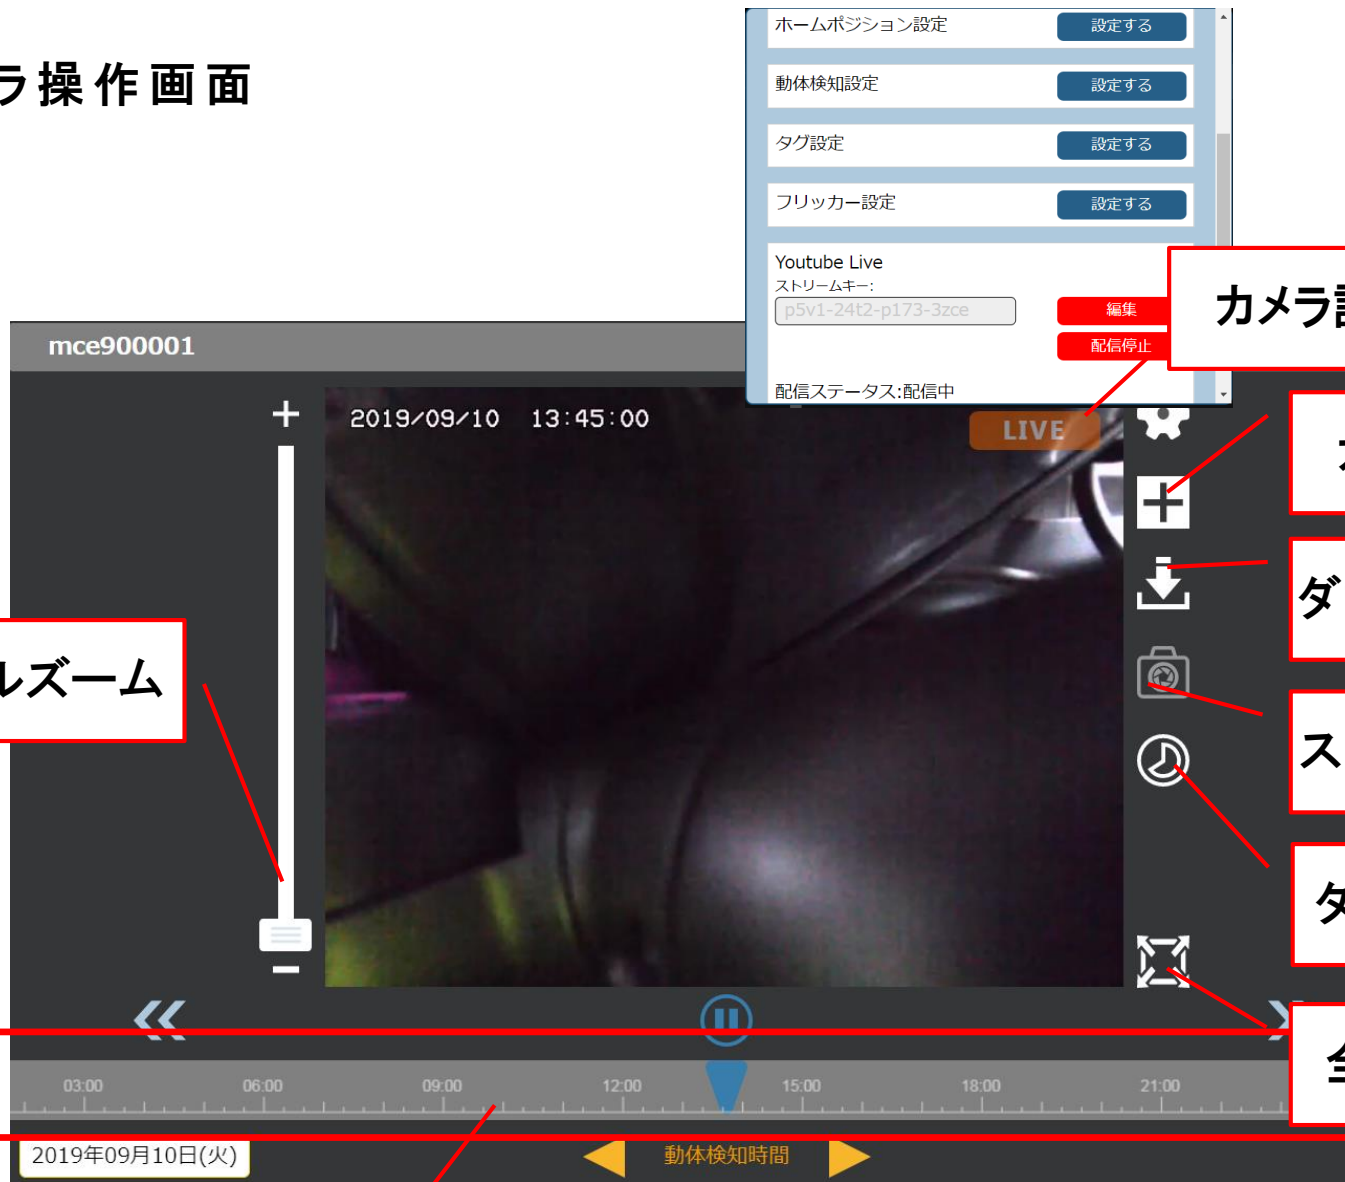 ラ操作画面
ホームポジション設定 設定する
動体検知設定 設定する
タグ設定 設定する
フリッカー設定 設定する
Youtube Live
ストリームキー:
p5v1-24t2-p173-3zce 編集
配信停止
配信ステータス:配信中
カメラ
mce900001
2019/09/10 13:45:00
LIVE
ダ
ルズーム
ス
タ
全
03:00 06:00 09:00 12:00 15:00 18:00 21:00
2019年09月10日(火)
動体検知時間